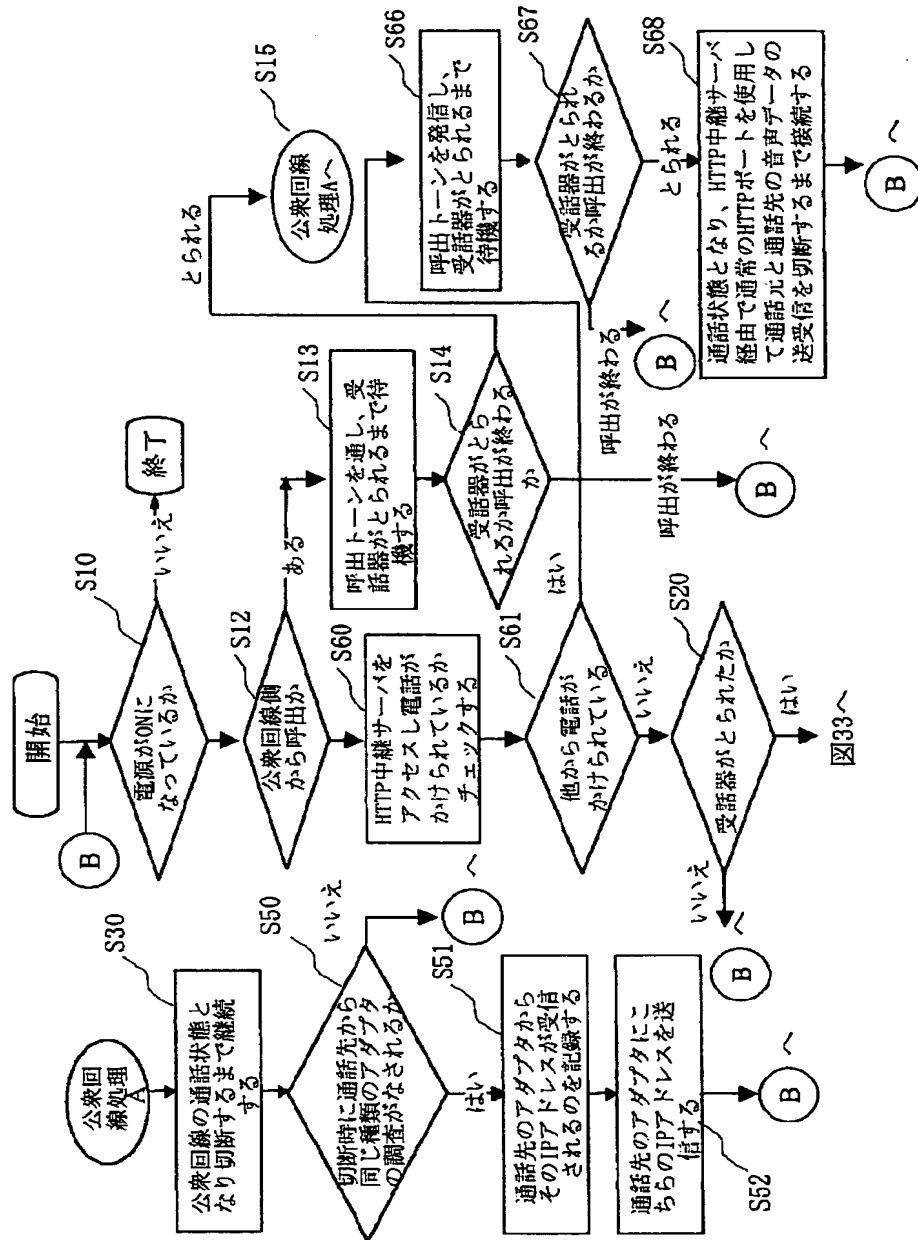 開始
B
電源がONに
なっているか
S10
いいえ
終了
公衆回線側
から呼出か
S12
ある
HTTP中継サーバを
アクセスし電話が
かけられているか
チェックする
S60
他から電話が
かけられている
S61
はい
いいえ
受話器がとられたか
S20
いいえ
Bへ
はい
図33へ
呼出トーンを通し、受
話器がとられるまで待
機する
S13
受話器がとら
れるか呼出が終わる
か
S14
とられる
呼出が終わる
Bへ
公衆回線
処理Aへ
S15
呼出トーンを発信し、
受話器がとられるまで
待機する
S66
受話器がとられ
るか呼出が終わるか
S67
呼出が終わる
Bへ
とられる
通話状態となり、HTTP中継サーバ
経由で通常のHTTPポートを使用し
て通話元と通話先の音声データの
送受信を切断するまで接続する
S68
Bへ
公衆回
線処理
A
公衆回線の通話状態と
なり切断するまで継続
する
S30
切断時に通話先から
同じ種類のアダプタ
の調査がなされるか
S50
いいえ
Bへ
はい
通話先のアダプタから
そのIPアドレスが受信
されるのを記録する
S51
通話先のアダプタにこ
ちらのIPアドレスを送
信する
S52
Bへ